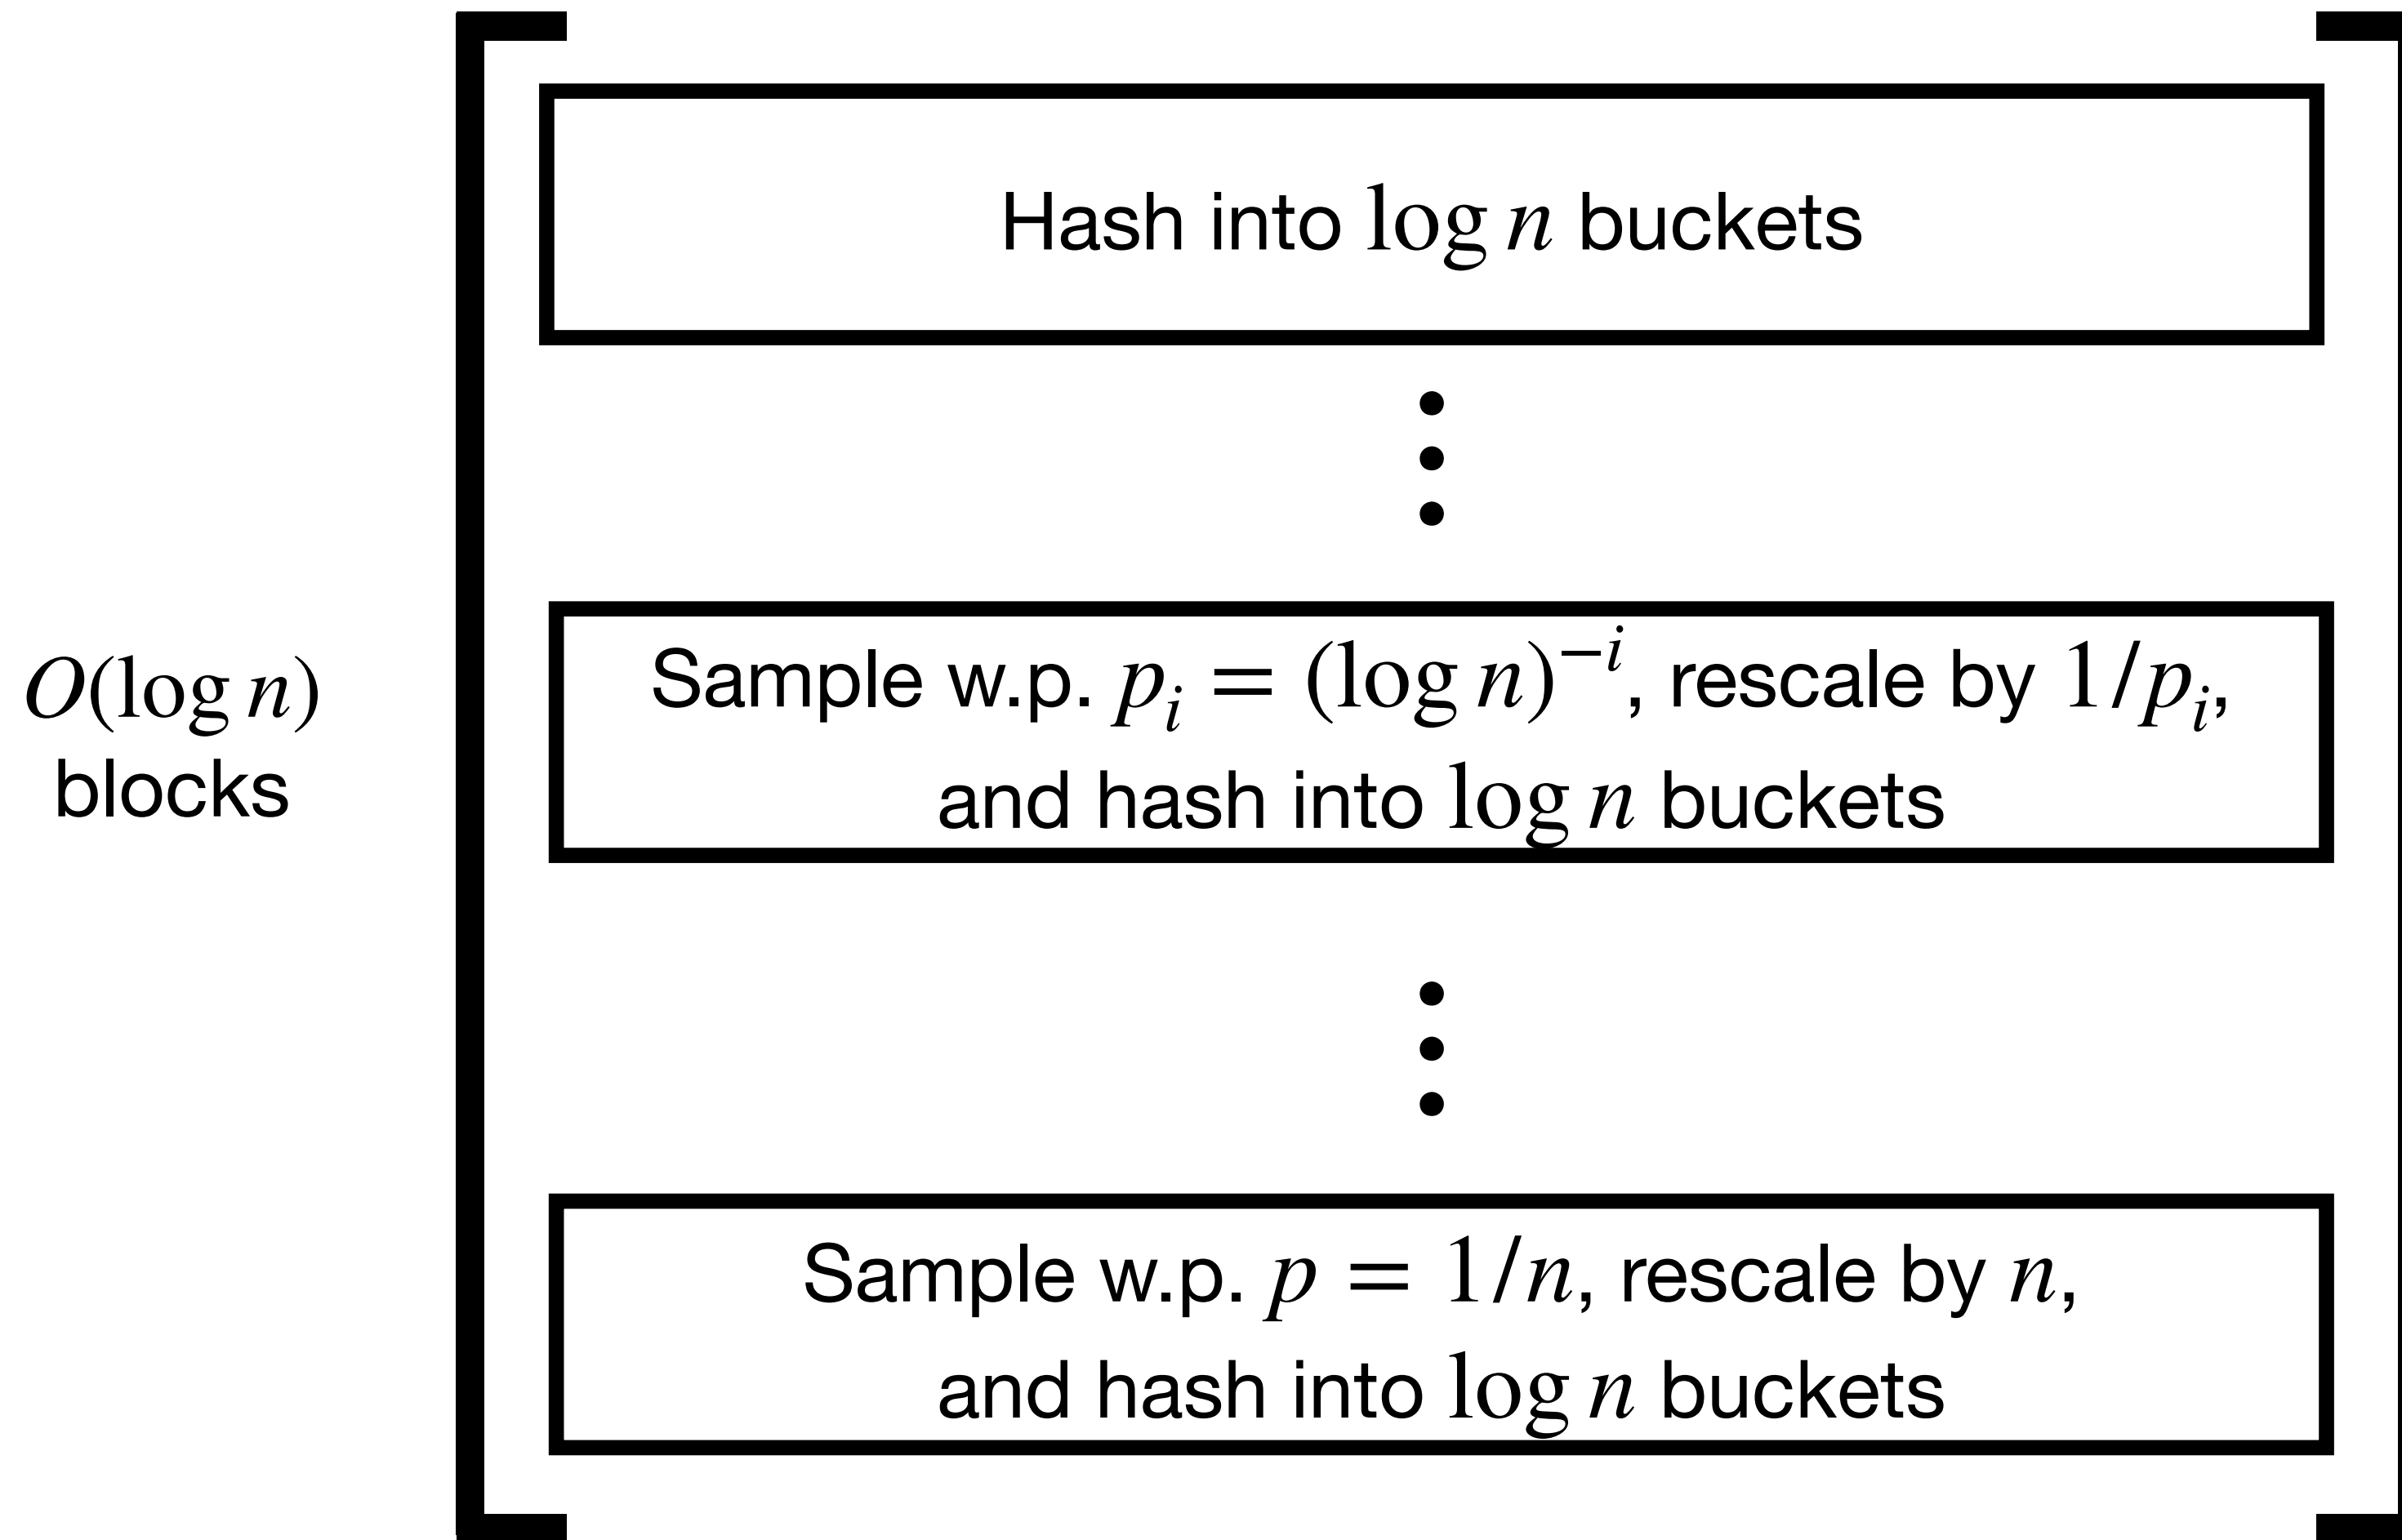 Hash into log n buckets
O(log n)
blocks
Sample w.p. p_i = (log n)^{-i}, rescale by 1/p_i,
and hash into log n buckets
Sample w.p. p = 1/n, rescale by n,
and hash into log n buckets